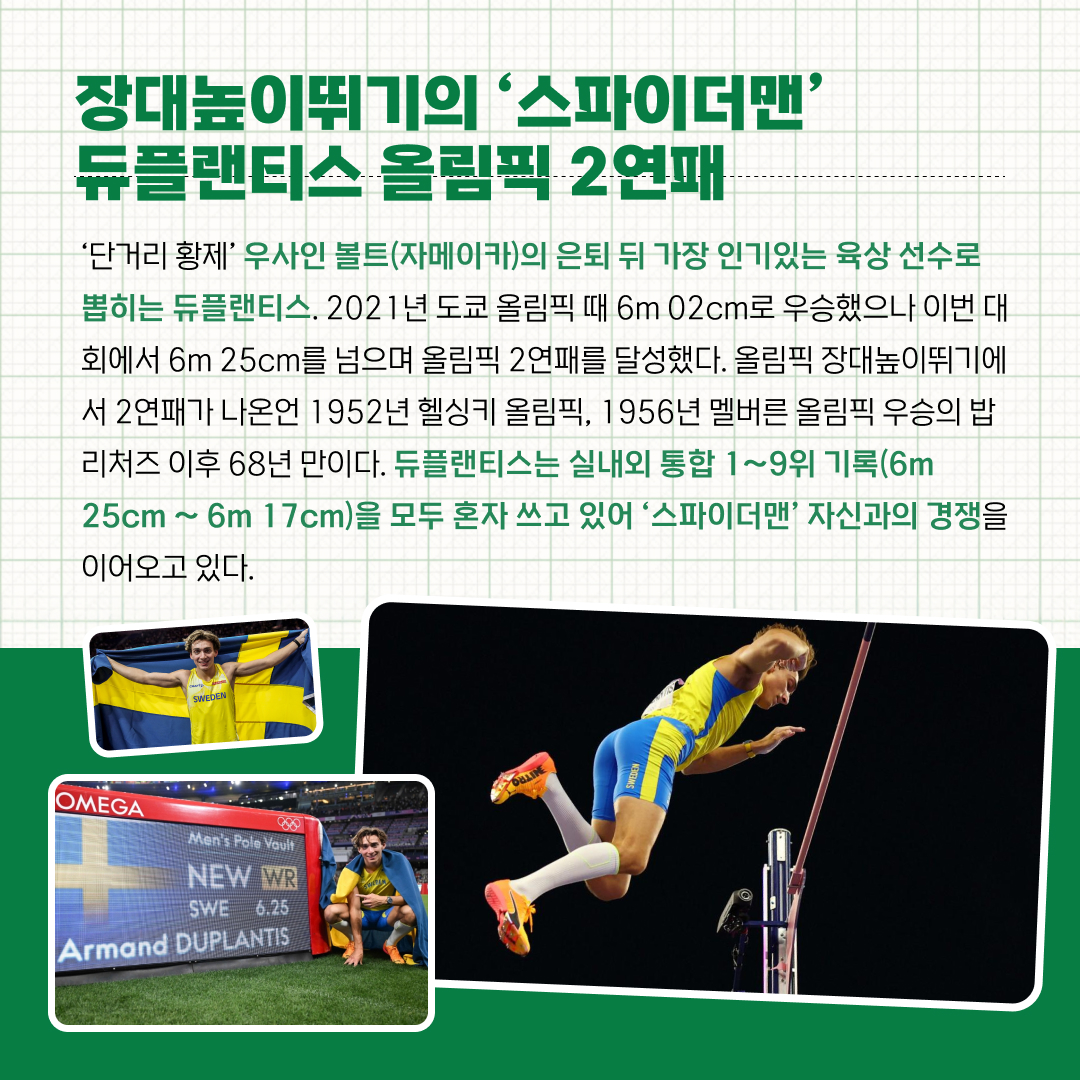 장대높이뛰기의 ‘스파이더맨’
듀플랜티스 올림픽 2연패
‘단거리 황제’ 우사인 볼트(자메이카)의 은퇴 뒤 가장 인기있는 육상 선수로
뽑히는 듀플랜티스. 2021년 도쿄 올림픽 때 6m 02cm로 우승했으나 이번 대
회에서 6m 25cm를 넘으며 올림픽 2연패를 달성했다. 올림픽 장대높이뛰기에
서 2연패가 나온언 1952년 헬싱키 올림픽, 1956년 멜버른 올림픽 우승의 밥
리처즈 이후 68년 만이다. 듀플랜티스는 실내외 통합 1~9위 기록(6m
25cm ~ 6m 17cm)을 모두 혼자 쓰고 있어 ‘스파이더맨’ 자신과의 경쟁을
이어오고 있다.
SWEDEN
SWEDEN
NITRO
OMEGA
Men's Pole Vault
NEW WR
SWE 6.25
Armand DUPLANTIS